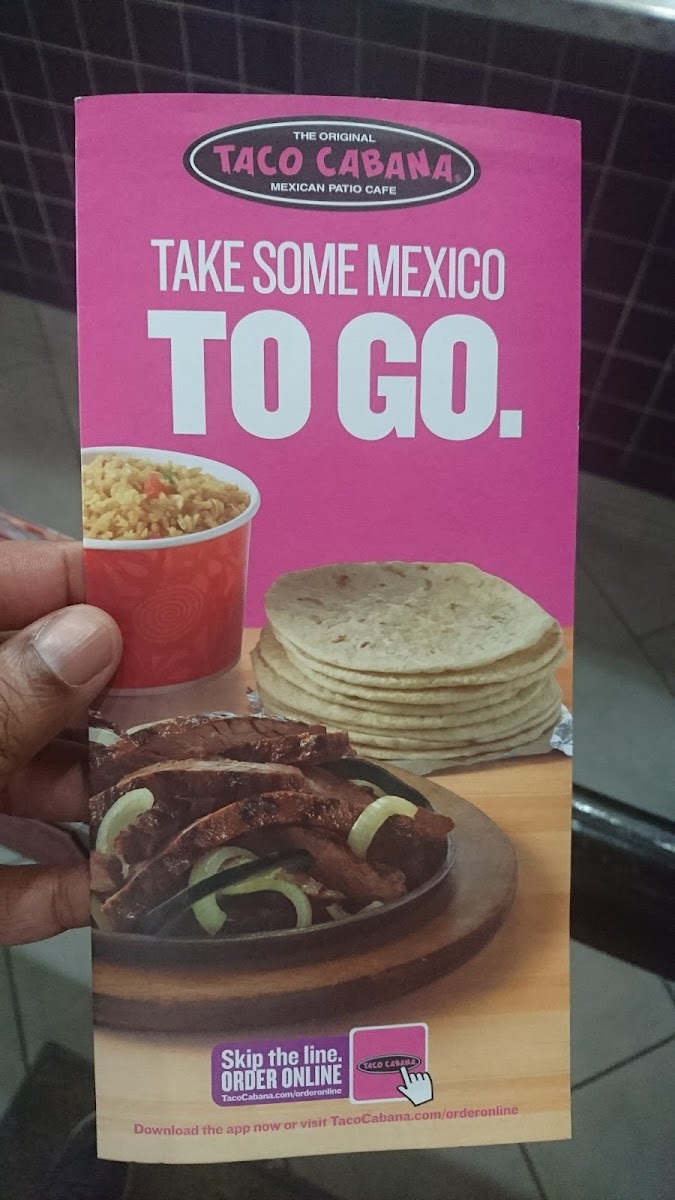 THE ORIGINAL
TACO CABANA®
MEXICAN PATIO CAFE
TAKE SOME MEXICO
TO GO.
Skip the line.
ORDER ONLINE
TacoCabana.com/orderonline
TACO CABANA
Download the app now or visit TacoCabana.com/orderonline